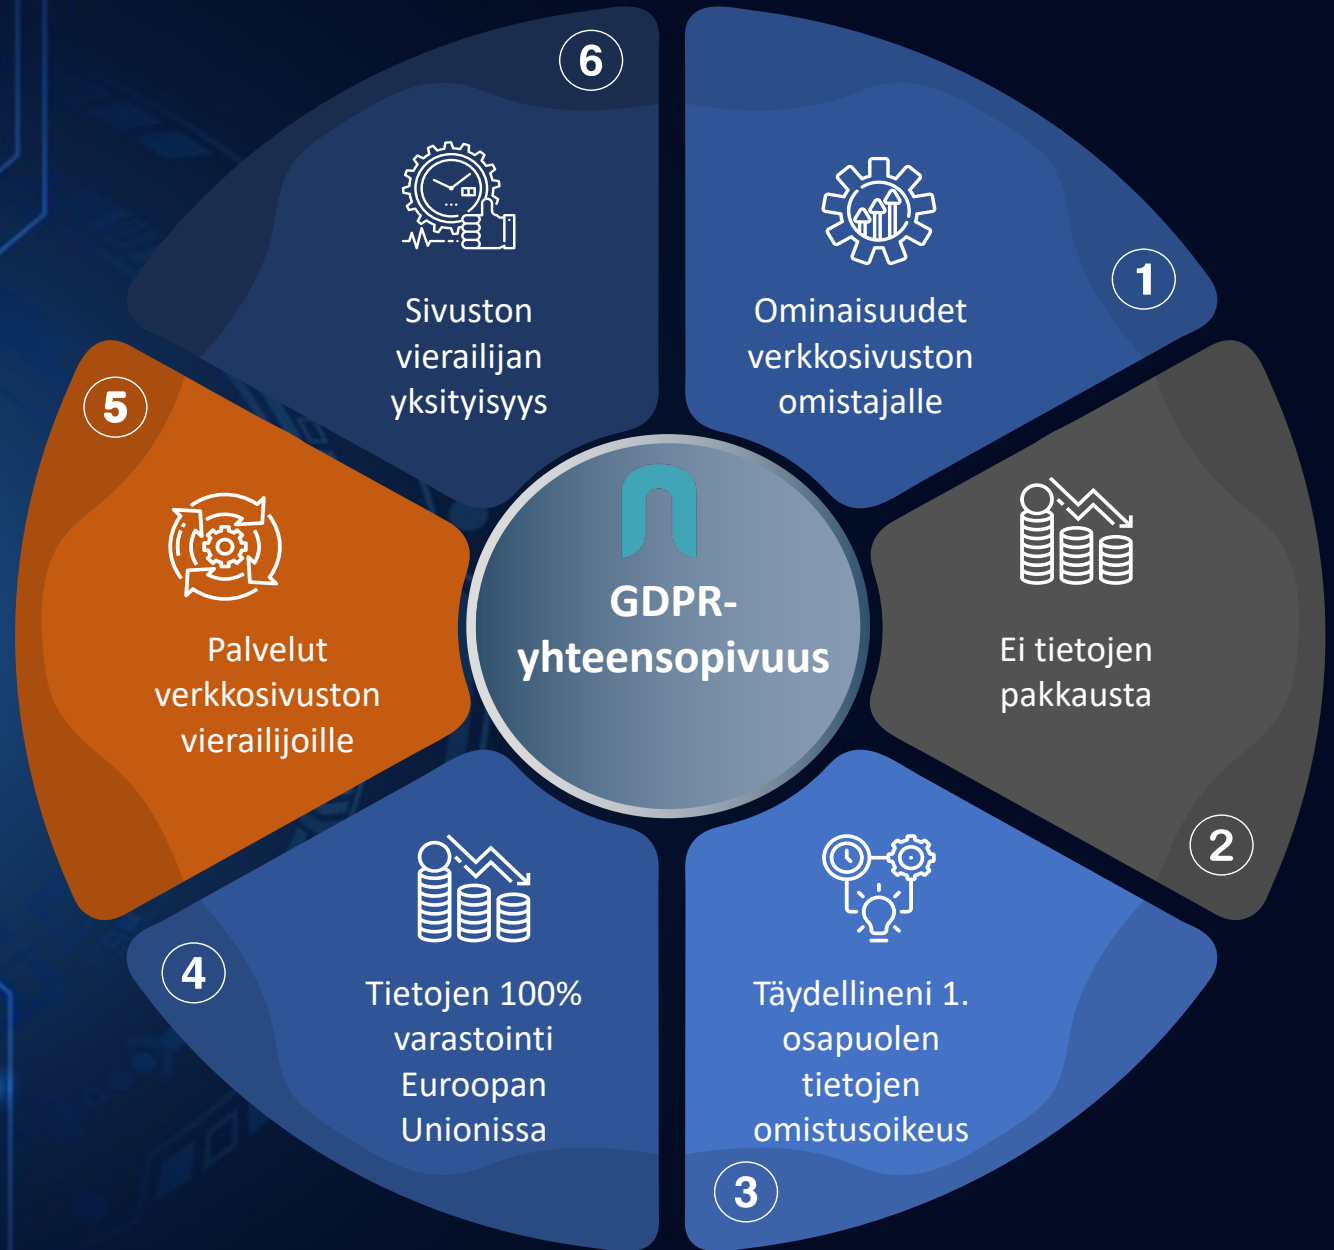 GDPR-
yhteensopivuus
1
Ominaisuudet
verkkosivuston
omistajalle
2
Ei tietojen
pakkausta
3
Täydellineni 1.
osapuolen
tietojen
omistusoikeus
4
Tietojen 100%
varastointi
Euroopan
Unionissa
5
Palvelut
verkkosivuston
vierailijoille
6
Sivuston
vierailijan
yksityisyys